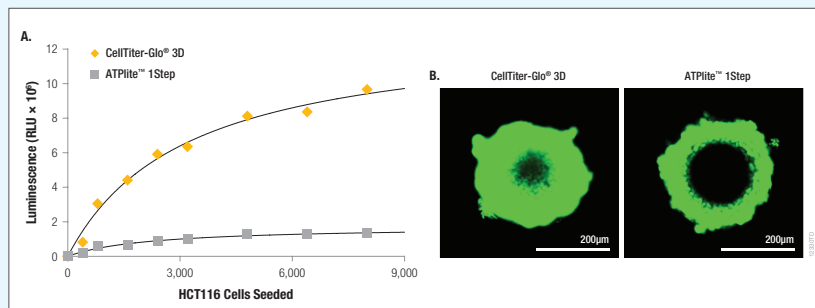 A.
CellTiter-Glo® 3D
ATPlite™ 1Step
Luminescence (RLU × 10⁶)
12
10
8
6
4
2
0
0
3,000
6,000
9,000
HCT116 Cells Seeded
B.
CellTiter-Glo® 3D
ATPlite™ 1Step
200µm
200µm